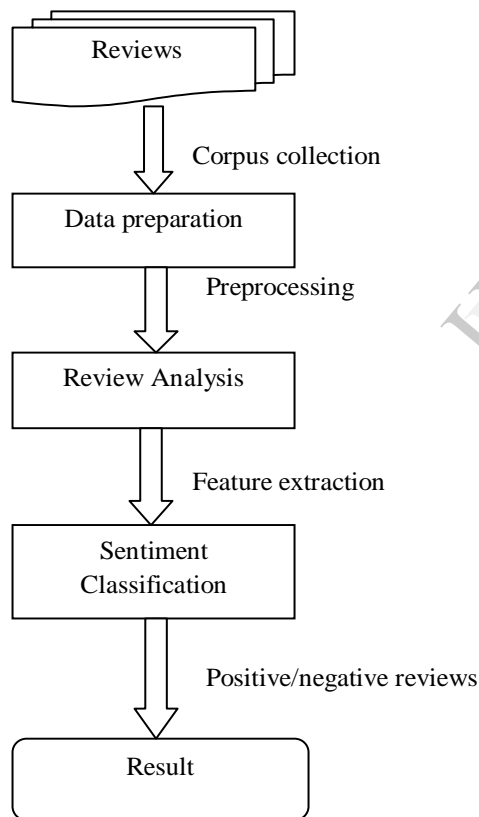 Reviews
Corpus collection
Data preparation
Preprocessing
Review Analysis
Feature extraction
Sentiment
Classification
Positive/negative reviews
Result